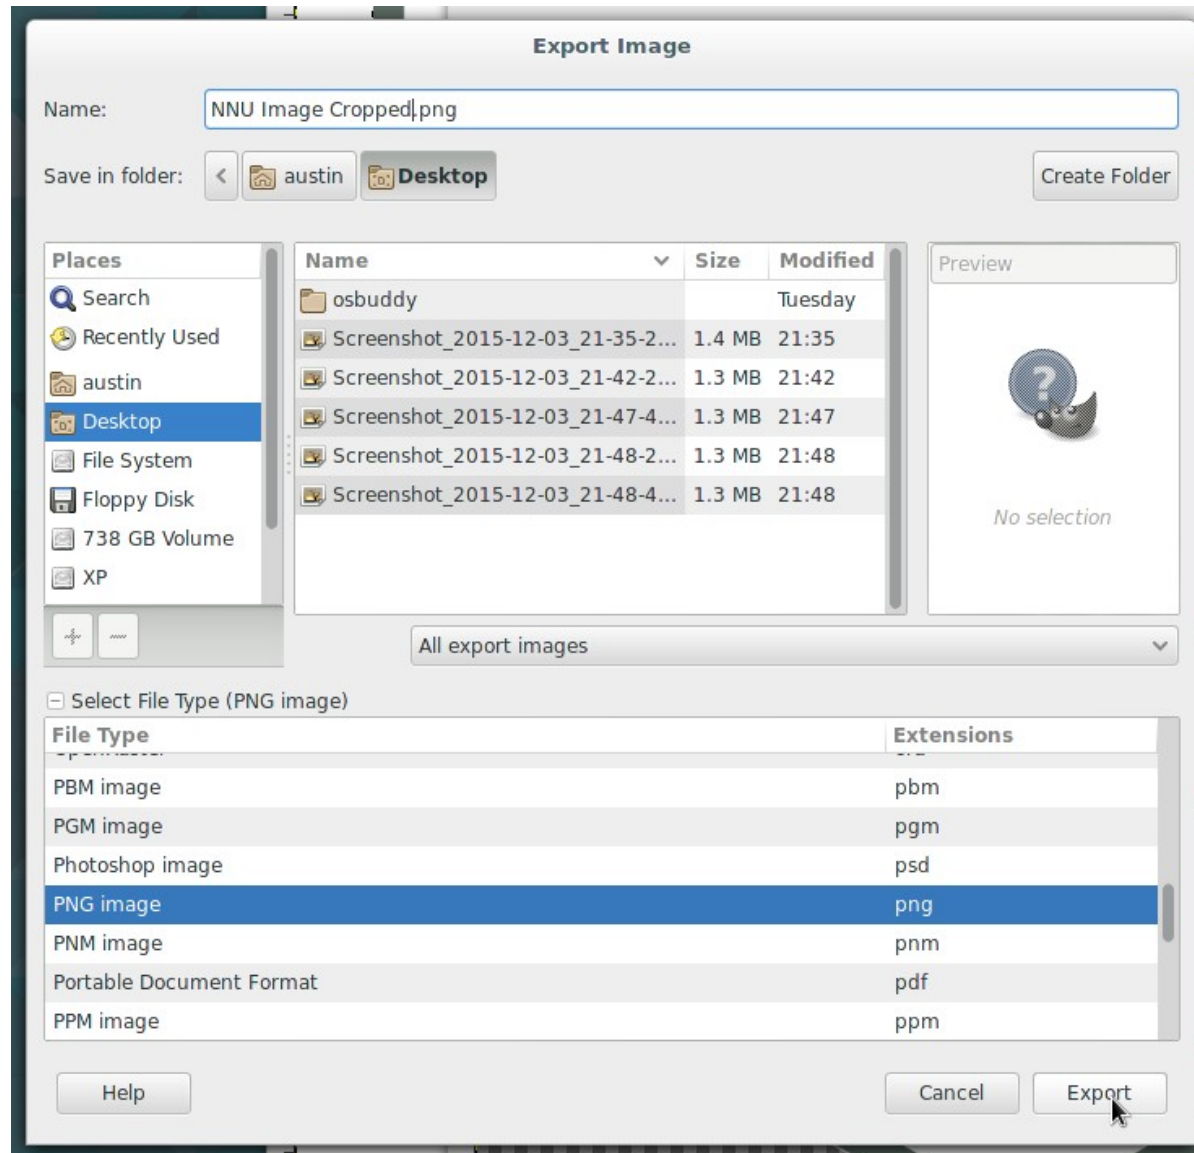 Export Image
Name: NNU Image Cropped.png
Save in folder: < austin Desktop Create Folder
Places
Search
Recently Used
austin
Desktop
File System
Floppy Disk
738 GB Volume
XP
Name Size Modified
osbuddy Tuesday
Screenshot_2015-12-03_21-35-2... 1.4 MB 21:35
Screenshot_2015-12-03_21-42-2... 1.3 MB 21:42
Screenshot_2015-12-03_21-47-4... 1.3 MB 21:47
Screenshot_2015-12-03_21-48-2... 1.3 MB 21:48
Screenshot_2015-12-03_21-48-4... 1.3 MB 21:48
Preview
No selection
All export images
Select File Type (PNG image)
File Type Extensions
PBM image pbm
PGM image pgm
Photoshop image psd
PNG image png
PNM image pnm
Portable Document Format pdf
PPM image ppm
Help Cancel Export